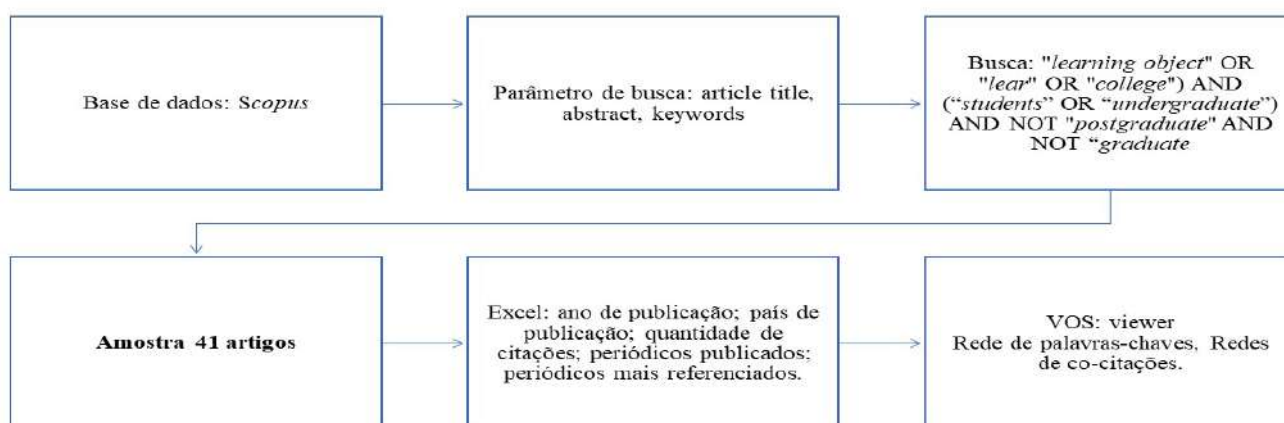 Base de dados: Scopus
Parâmetro de busca: article title,
abstract, keywords
Busca: "learning object" OR
"lear" OR "college") AND
(“students” OR “undergraduate”)
AND NOT "postgraduate" AND
NOT “graduate
Amostra 41 artigos
Excel: ano de publicação; país de
publicação; quantidade de
citações; periódicos publicados;
periódicos mais referenciados.
VOS: viewer
Rede de palavras-chaves, Redes
de co-citações.